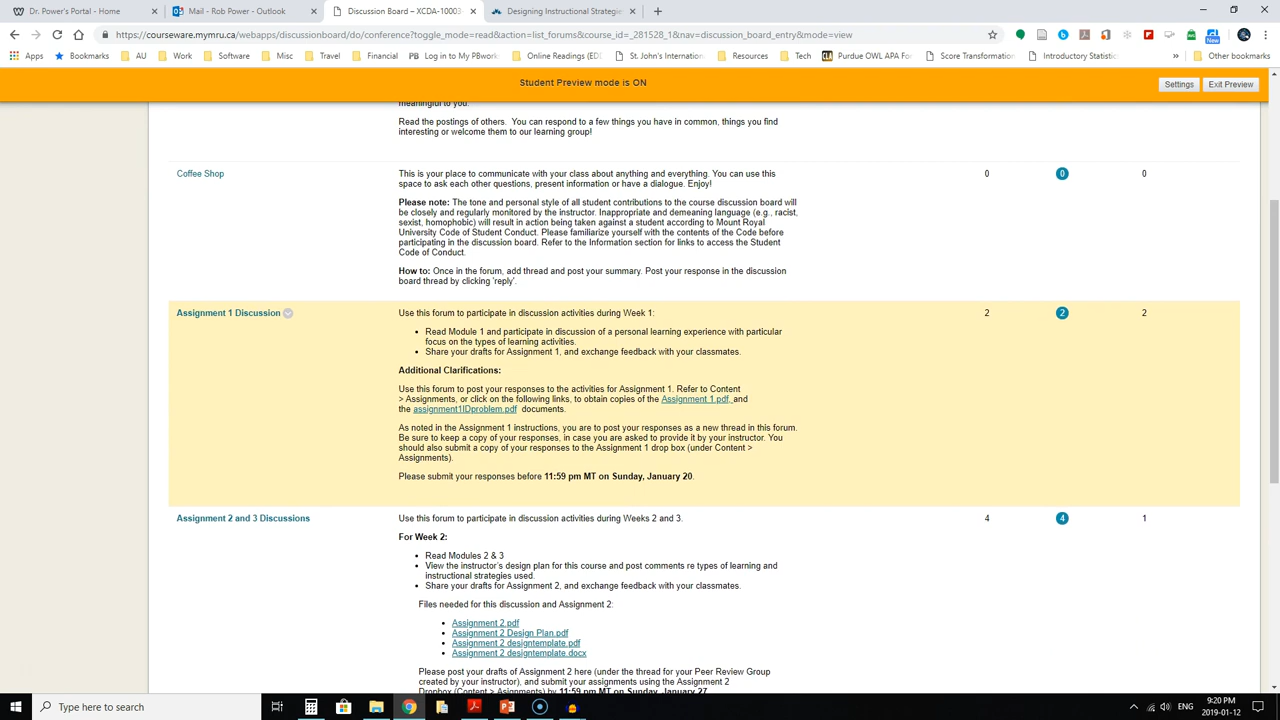 Dr. Power's Portal - Home
Mail - Rob Power - Outlook
Discussion Board – XCDA-10003-
Designing Instructional Strategie
https://courseware.mymru.ca/webapps/discussionboard/do/conference?toggle_mode=read&action=list_forums&course_id=_281528_1&nav=discussion_board_entry&mode=view
Apps
Bookmarks
AU
Work
Software
Misc
Travel
Financial
Log in to My PBwork
Online Readings (ED
St. John's Internation
Resources
Tech
Purdue OWL APA Fo
Score Transformation
Introductory Statistic
Other bookmarks
Student Preview mode is ON
Settings
Exit Preview
meaningful to you.
Read the postings of others. You can respond to a few things you have in common, things you find
interesting or welcome them to our learning group!
Coffee Shop
This is your place to communicate with your class about anything and everything. You can use this
space to ask each other questions, present information or have a dialogue. Enjoy!
0
0
0
Please note: The tone and personal style of all student contributions to the course discussion board will
be closely and regularly monitored by the instructor. Inappropriate and demeaning language (e.g., racist,
sexist, homophobic) will result in action being taken against a student according to Mount Royal
University Code of Student Conduct. Please familiarize yourself with the contents of the Code before
participating in the discussion board. Refer to the Information section for links to access the Student
Code of Conduct.
How to: Once in the forum, add thread and post your summary. Post your response in the discussion
board thread by clicking 'reply'.
Assignment 1 Discussion
Use this forum to participate in discussion activities during Week 1:
2
2
2
• Read Module 1 and participate in discussion of a personal learning experience with particular
focus on the types of learning activities.
• Share your drafts for Assignment 1, and exchange feedback with your classmates.
Additional Clarifications:
Use this forum to post your responses to the activities for Assignment 1. Refer to Content
> Assignments, or click on the following links, to obtain copies of the Assignment 1.pdf, and
the assignment1IDproblem.pdf documents.
As noted in the Assignment 1 instructions, you are to post your responses as a new thread in this forum.
Be sure to keep a copy of your responses, in case you are asked to provide it by your instructor. You
should also submit a copy of your responses to the Assignment 1 drop box (under Content >
Assignments).
Please submit your responses before 11:59 pm MT on Sunday, January 20.
Assignment 2 and 3 Discussions
Use this forum to participate in discussion activities during Weeks 2 and 3.
4
4
1
For Week 2:
• Read Modules 2 & 3
• View the instructor's design plan for this course and post comments re types of learning and
instructional strategies used.
• Share your drafts for Assignment 2, and exchange feedback with your classmates.
Files needed for this discussion and Assignment 2:
• Assignment 2.pdf
• Assignment 2 Design Plan.pdf
• Assignment 2 designtemplate.pdf
• Assignment 2 designtemplate.docx
Please post your drafts of Assignment 2 here (under the thread for your Peer Review Group
created by your instructor), and submit your assignments using the Assignment 2
Dropbox (Content > Asignments) by 11:59 pm MT on Sunday, January 27.
Type here to search
ENG
9:20 PM
2019-01-12